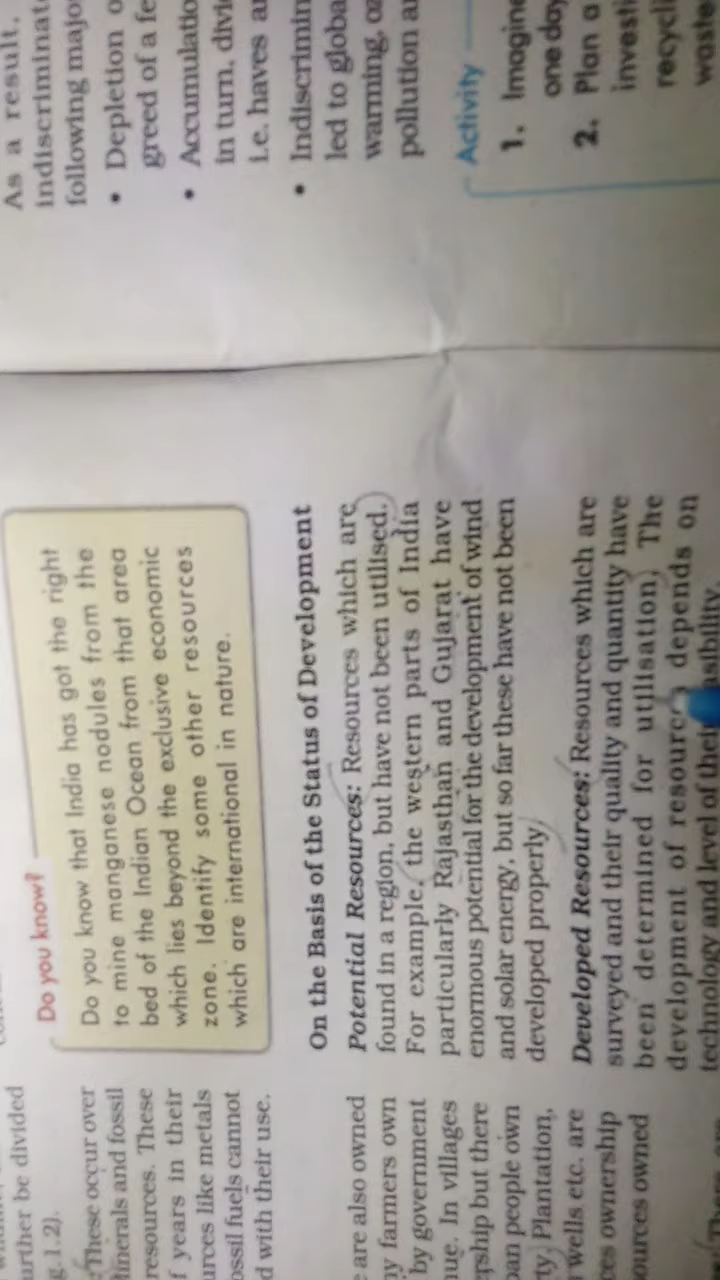 urther be divided
g.1.2).
These occur over
inerals and fossil
resources. These
f years in their
urces like metals
ossil fuels cannot
d with their use.
are also owned
ny farmers own
by government
nue. In villages
rship but there
an people own
ty. Plantation,
wells etc. are
ces ownership
ources owned
Do you know?
Do you know that India has got the right
to mine manganese nodules from the
bed of the Indian Ocean from that area
which lies beyond the exclusive economic
zone. Identify some other resources
which are international in nature.
On the Basis of the Status of Development
Potential Resources: Resources which are
found in a region, but have not been utilised.
For example, the western parts of India
particularly Rajasthan and Gujarat have
enormous potential for the development of wind
and solar energy, but so far these have not been
developed properly.
Developed Resources: Resources which are
surveyed and their quality and quantity have
been determined for utilisation. The
development of resources depends on
technology and level of their
As a result,
indiscriminat
following majo
• Depletion o
greed of a fe
• Accumulatio
in turn, divi
i.e. haves a
• Indiscrimin
led to globa
warming, oz
pollution a
Activity
1. Imagine
one day
2. Plan a
investi
recycli
waste